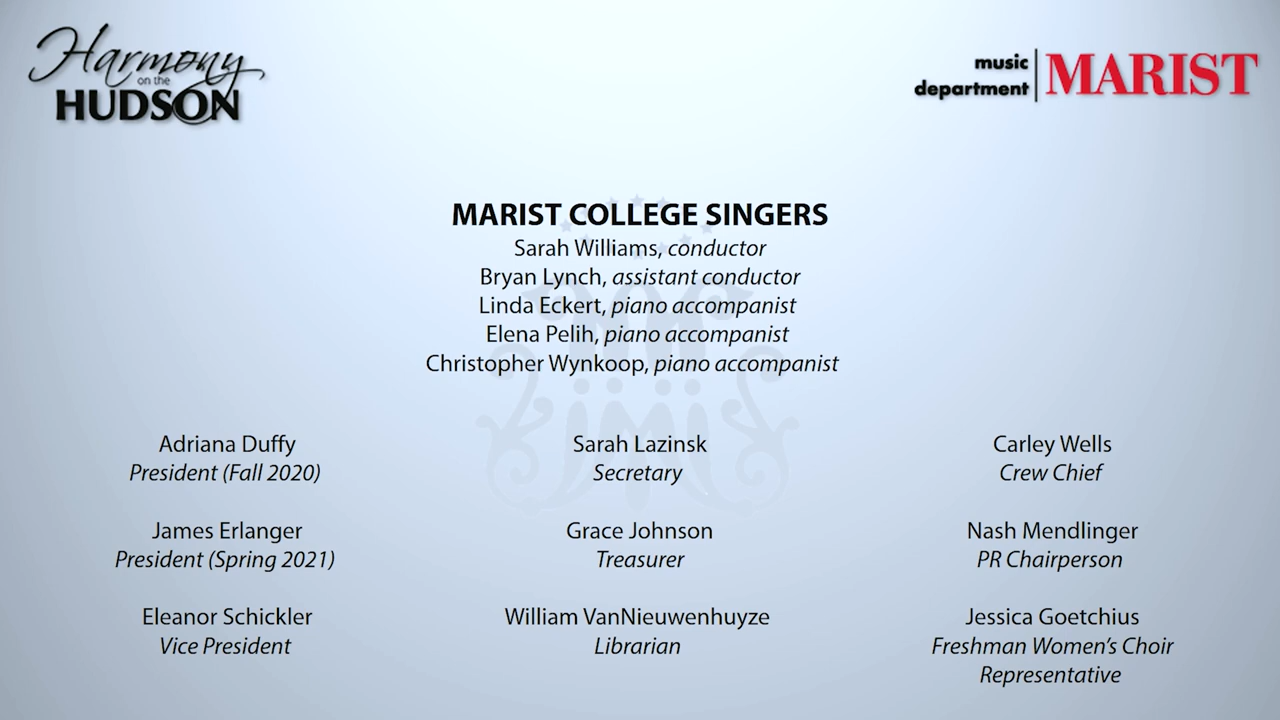 Harmony
on the
HUDSON
music
department
MARIST
MARIST COLLEGE SINGERS
Sarah Williams, conductor
Bryan Lynch, assistant conductor
Linda Eckert, piano accompanist
Elena Pelih, piano accompanist
Christopher Wynkoop, piano accompanist
Adriana Duffy
President (Fall 2020)
James Erlanger
President (Spring 2021)
Eleanor Schickler
Vice President
Sarah Lazinsk
Secretary
Grace Johnson
Treasurer
William VanNieuwenhuyze
Librarian
Carley Wells
Crew Chief
Nash Mendlinger
PR Chairperson
Jessica Goetchius
Freshman Women's Choir
Representative